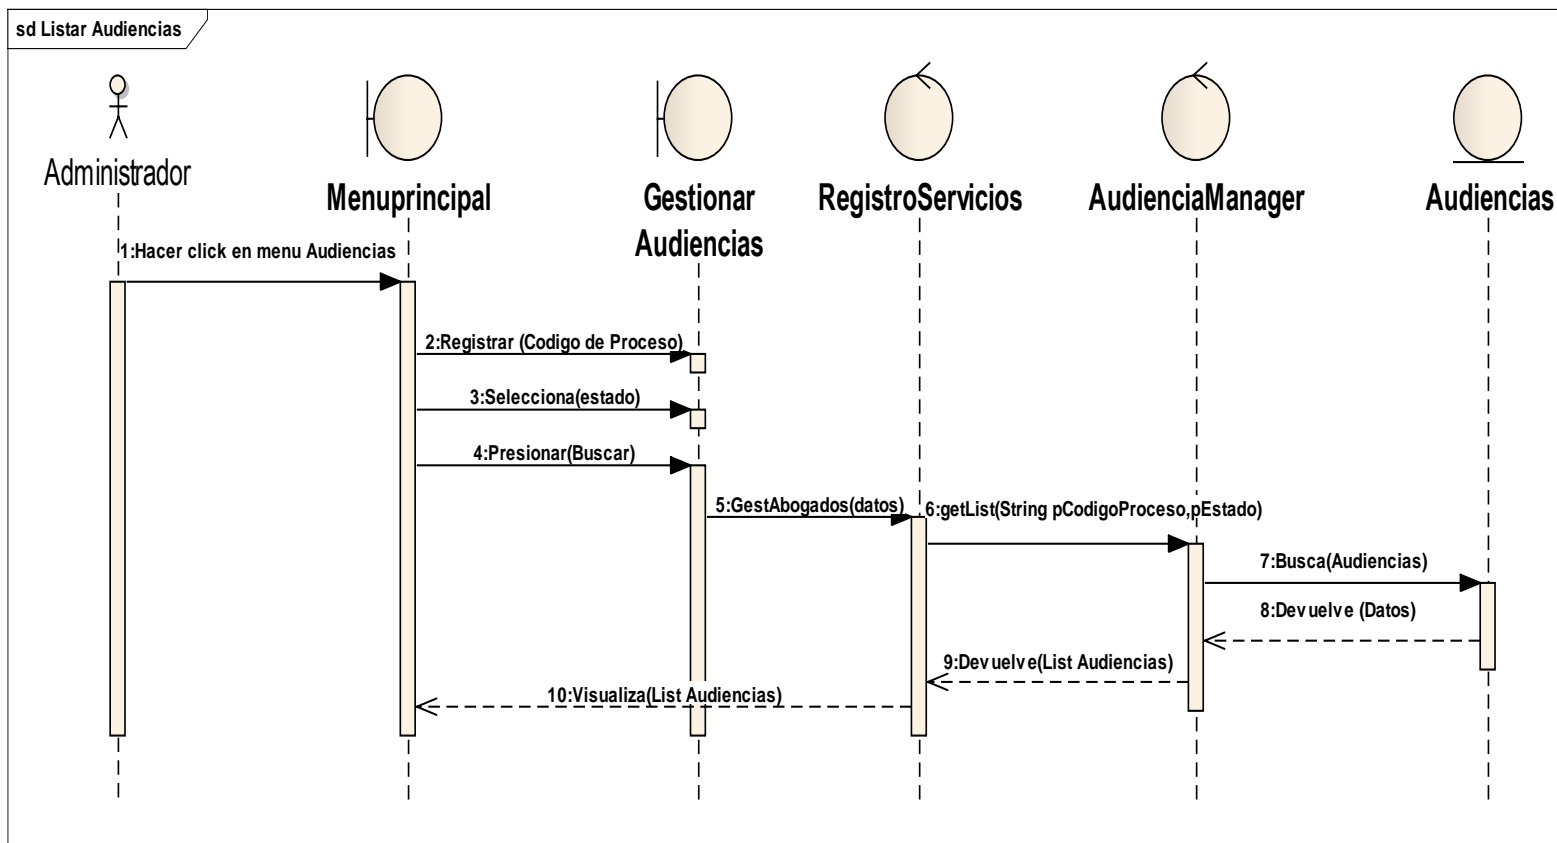 sd Listar Audiencias
Administrador
Menuprincipal
Gestionar
Audiencias
RegistroServicios
AudienciaManager
Audiencias
1:Hacer click en menu Audiencias
2:Registrar (Codigo de Proceso)
3:Selecciona(estado)
4:Presionar(Buscar)
5:GestAbogados(datos)
6:getList(String pCodigoProceso,pEstado)
7:Busca(Audiencias)
8:Devuelve (Datos)
9:Devuelve(List Audiencias)
10:Visualiza(List Audiencias)